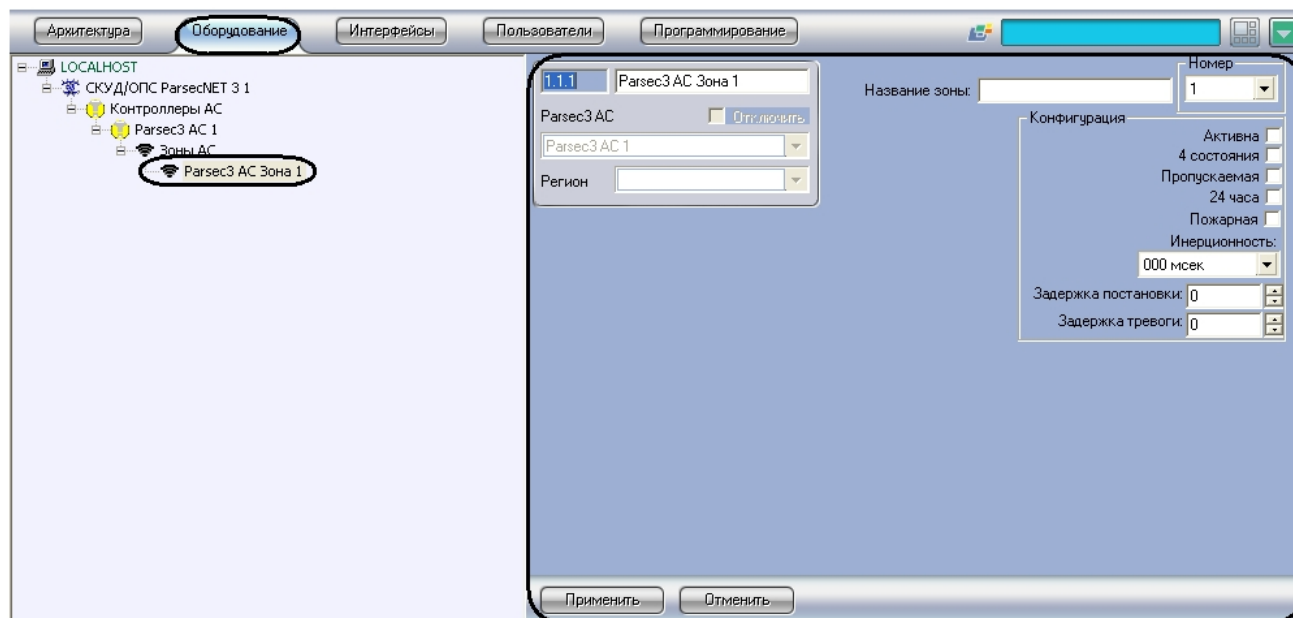 Архитектура Оборудование Интерфейсы Пользователи Программирование
LOCALHOST
СКУД/ОПС ParsecNET 3 1
Контроллеры АС
Parsec3 AC 1
Зоны АС
Parsec3 AC Зона 1
1.1.1 Parsec3 AC Зона 1
Parsec3 AC Отключить
Parsec3 AC 1
Регион
Название зоны:
Номер
1
Конфигурация
Активна
4 состояния
Пропускаемая
24 часа
Пожарная
Инерционность:
000 мсек
Задержка постановки: 0
Задержка тревоги: 0
Применить Отменить